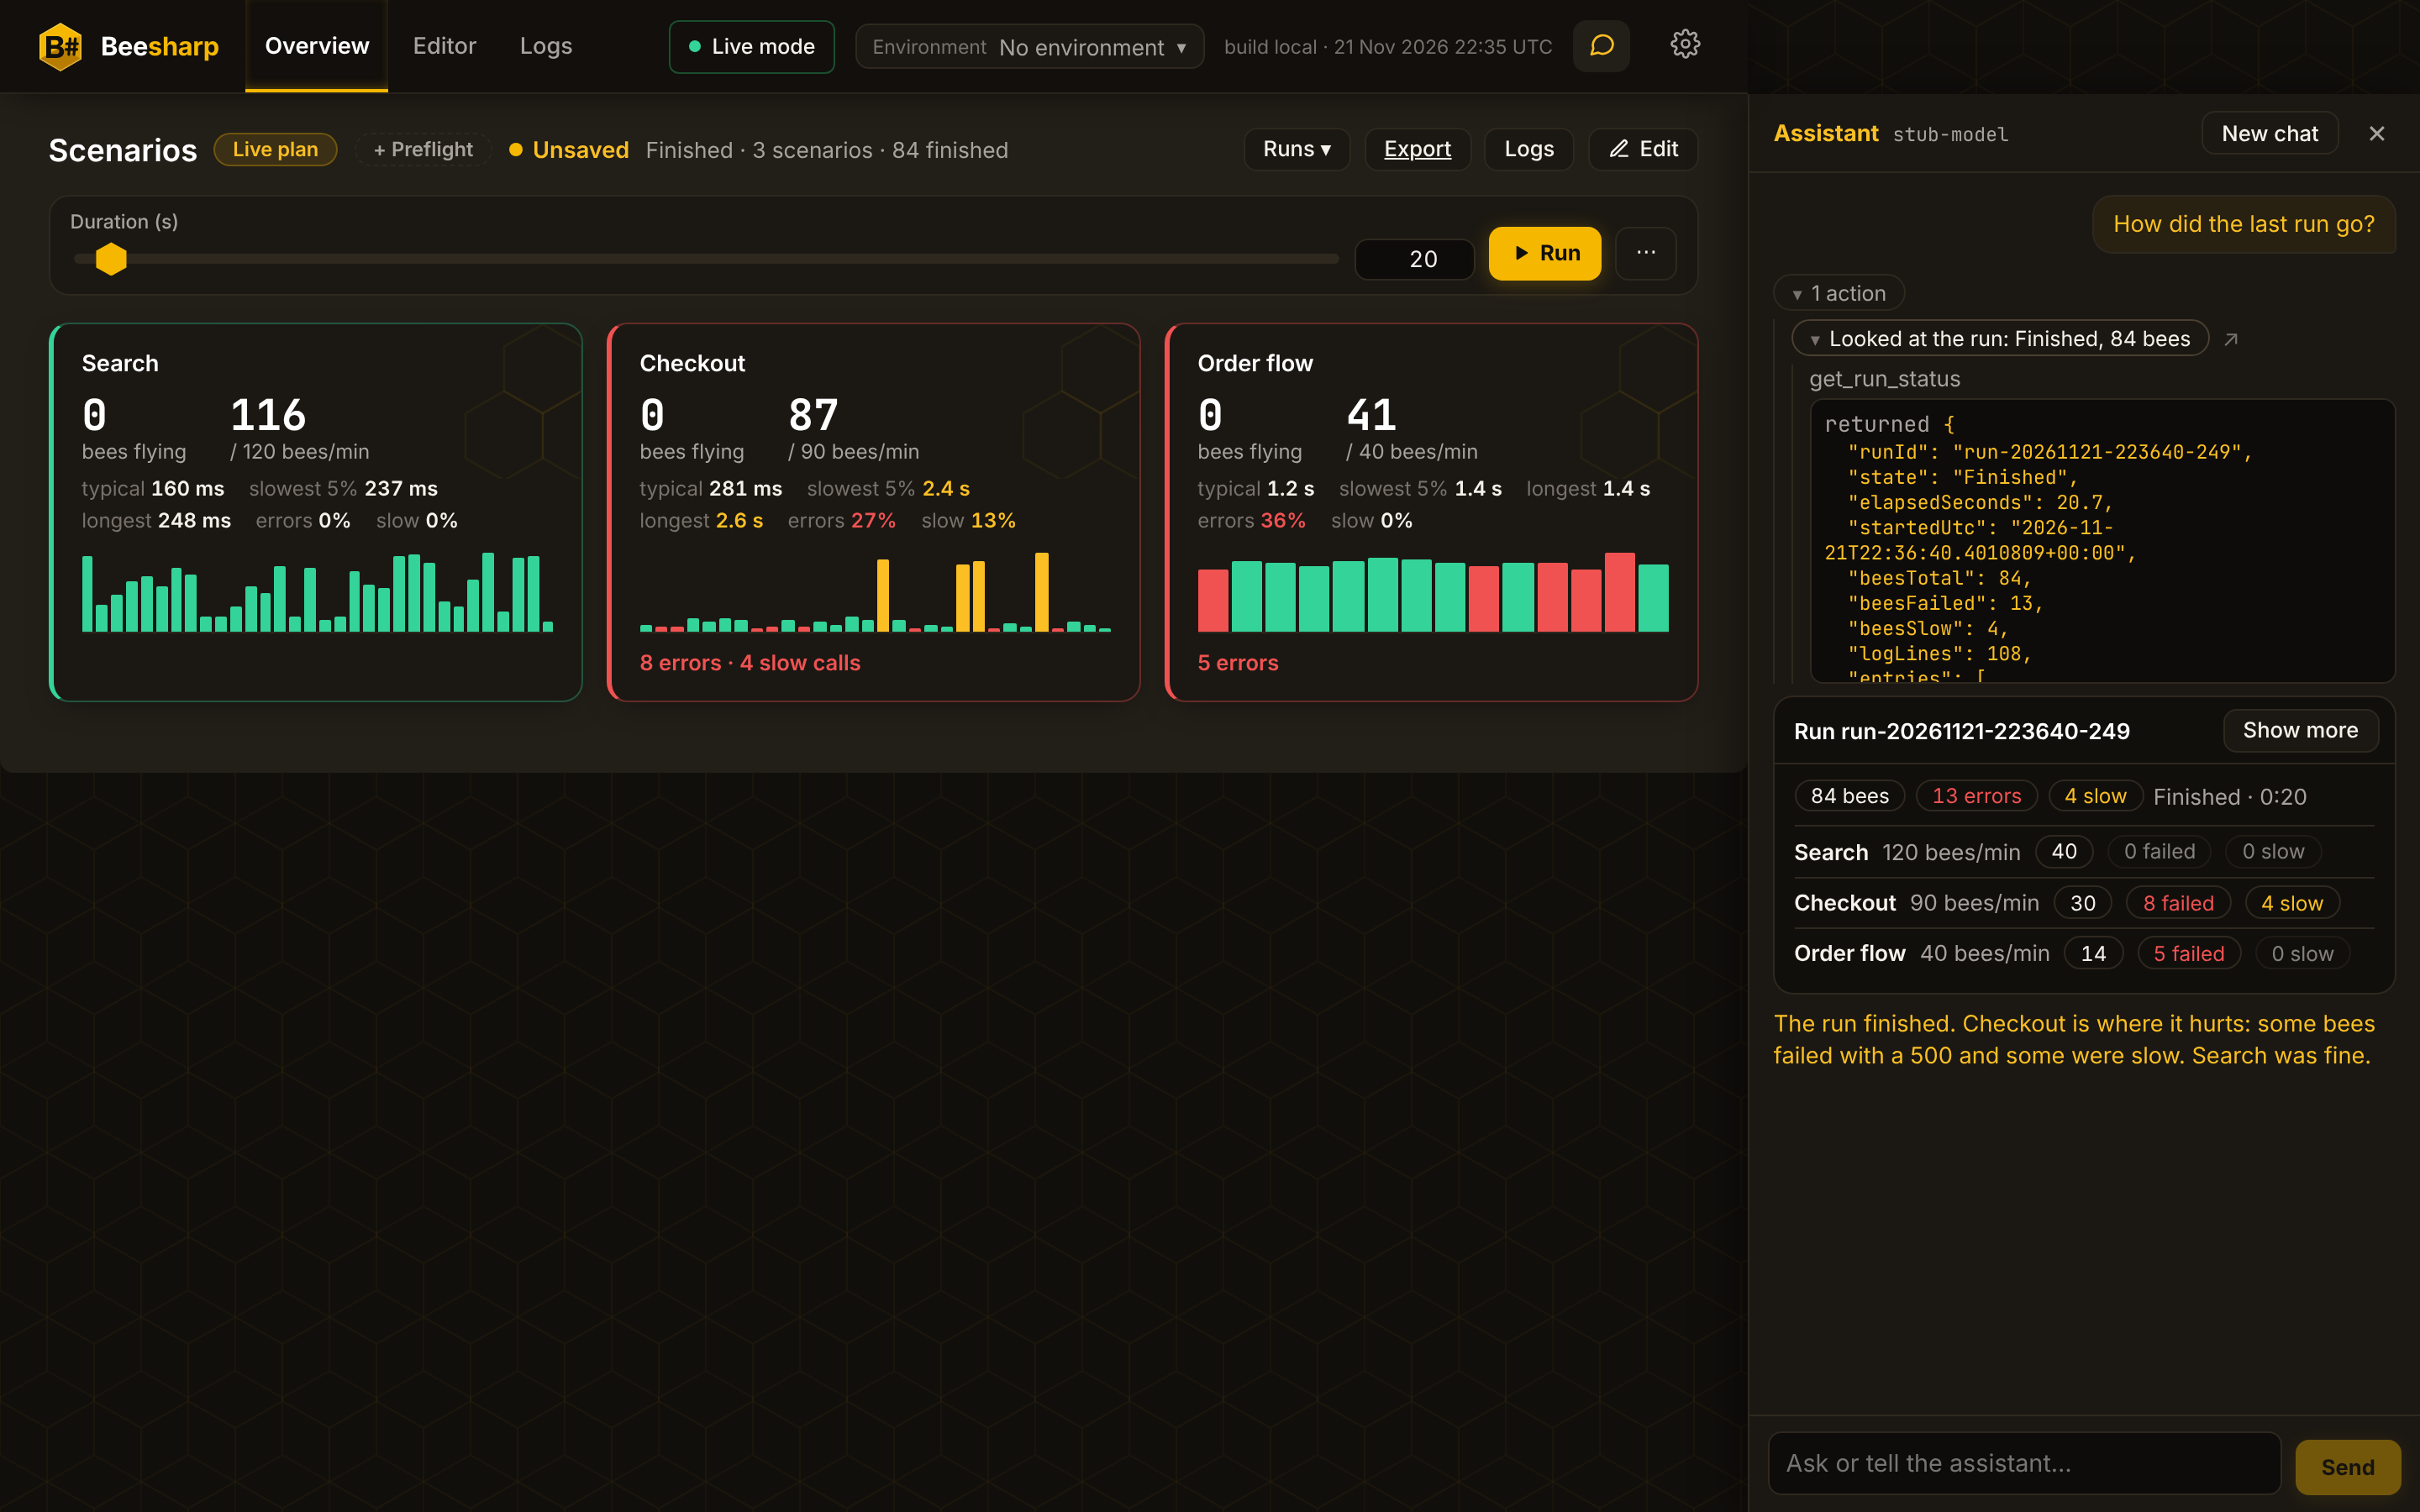 B# Beesharp Overview Editor Logs Live mode Environment No environment ▾ build local · 21 Nov 2026 22:35 UTC
Scenarios Live plan + Preflight Unsaved Finished · 3 scenarios · 84 finished Runs ▾ Export Logs Edit
Duration (s)
20 Run ...
Search
0 116
bees flying / 120 bees/min
typical 160 ms slowest 5% 237 ms
longest 248 ms errors 0% slow 0%
Checkout
0 87
bees flying / 90 bees/min
typical 281 ms slowest 5% 2.4 s
longest 2.6 s errors 27% slow 13%
8 errors · 4 slow calls
Order flow
0 41
bees flying / 40 bees/min
typical 1.2 s slowest 5% 1.4 s longest 1.4 s
errors 36% slow 0%
5 errors
Assistant stub-model New chat ✕
How did the last run go?
▾ 1 action
▾ Looked at the run: Finished, 84 bees ↗
get_run_status
returned {
"runId": "run-20261121-223640-249",
"state": "Finished",
"elapsedSeconds": 20.7,
"startedUtc": "2026-11-
21T22:36:40.4010809+00:00",
"beesTotal": 84,
"beesFailed": 13,
"beesSlow": 4,
"logLines": 108,
"entries": [
Run run-20261121-223640-249 Show more
84 bees 13 errors 4 slow Finished · 0:20
Search 120 bees/min 40 0 failed 0 slow
Checkout 90 bees/min 30 8 failed 4 slow
Order flow 40 bees/min 14 5 failed 0 slow
The run finished. Checkout is where it hurts: some bees
failed with a 500 and some were slow. Search was fine.
Ask or tell the assistant... Send